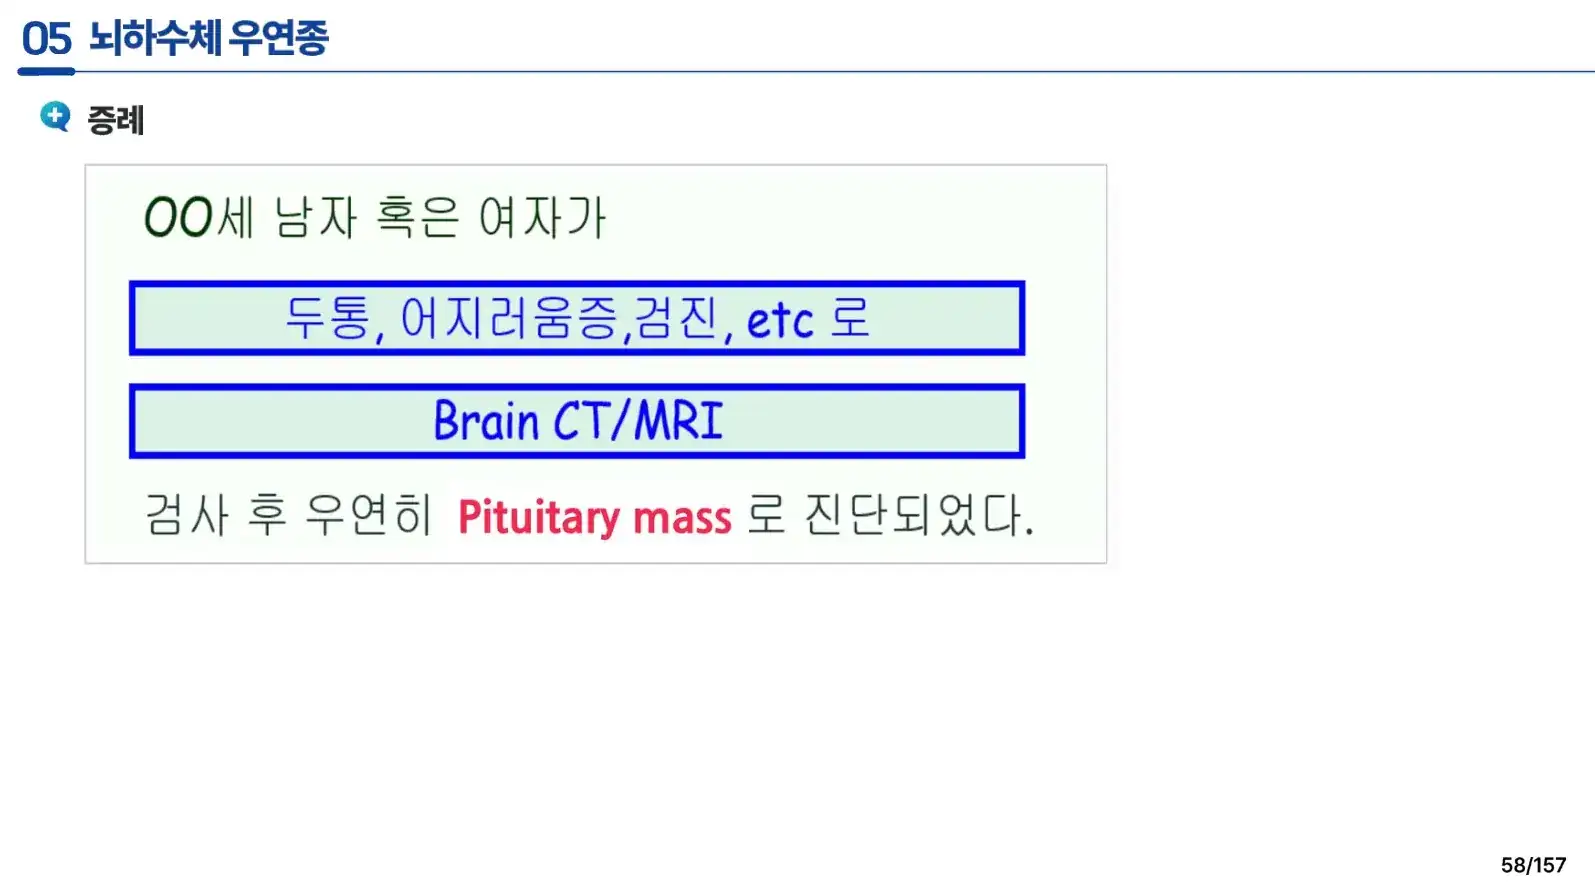 05 뇌하수체 우연종
증례
OO세 남자 혹은 여자가
두통, 어지러움증,검진, etc 로
Brain CT/MRI
검사 후 우연히 Pituitary mass 로 진단되었다.
58/157